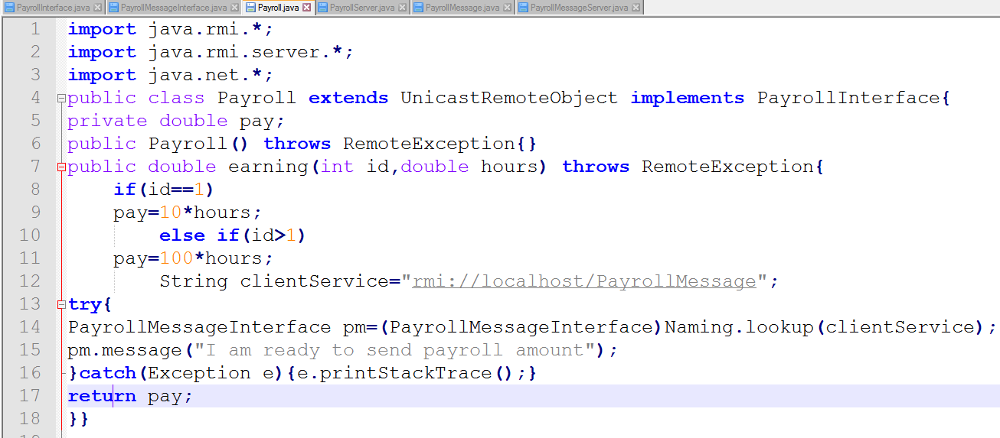 PayrollInterface.java PayrollMessageInterface.java Payroll.java PayrollServer.java PayrollMessage.java PayrollMessageServer.java
1 import java.rmi.*;
2 import java.rmi.server.*;
3 import java.net.*;
4 public class Payroll extends UnicastRemoteObject implements PayrollInterface{
5 private double pay;
6 public Payroll() throws RemoteException{}
7 public double earning(int id,double hours) throws RemoteException{
8 if(id==1)
9 pay=10*hours;
10 else if(id>1)
11 pay=100*hours;
12 String clientService="rmi://localhost/PayrollMessage";
13 try{
14 PayrollMessageInterface pm=(PayrollMessageInterface)Naming.lookup(clientService);
15 pm.message("I am ready to send payroll amount");
16 }catch(Exception e){e.printStackTrace();}
17 return pay;
18 }}